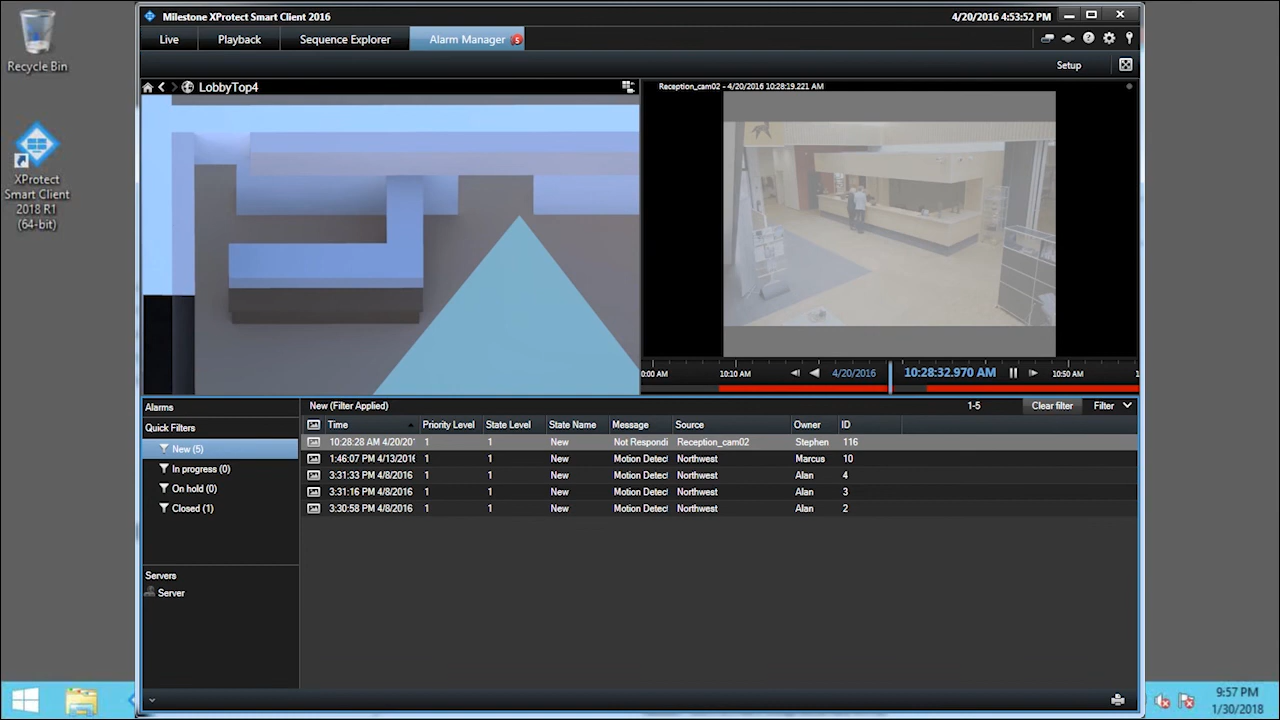 Recycle Bin
XProtect
Smart Client
2018 R1
(64-bit)
Milestone XProtect Smart Client 2016
4/20/2016 4:53:52 PM
Live
Playback
Sequence Explorer
Alarm Manager
5
Setup
LobbyTop4
Reception_cam02 - 4/20/2016 10:28:19.221 AM
0:00 AM
10:10 AM
4/20/2016
10:28:32.970 AM
10:50 AM
Alarms
Quick Filters
New (5)
In progress (0)
On hold (0)
Closed (1)
Servers
Server
New (Filter Applied)
1-5
Clear filter
Filter
Time Priority Level State Level State Name Message Source Owner ID
10:28:28 AM 4/20/201 1 1 New Not Respondi Reception_cam02 Stephen 116
1:46:07 PM 4/13/2016 1 1 New Motion Detec Northwest Marcus 10
3:31:33 PM 4/8/2016 1 1 New Motion Detec Northwest Alan 4
3:31:16 PM 4/8/2016 1 1 New Motion Detec Northwest Alan 3
3:30:58 PM 4/8/2016 1 1 New Motion Detec Northwest Alan 2
9:57 PM
1/30/2018